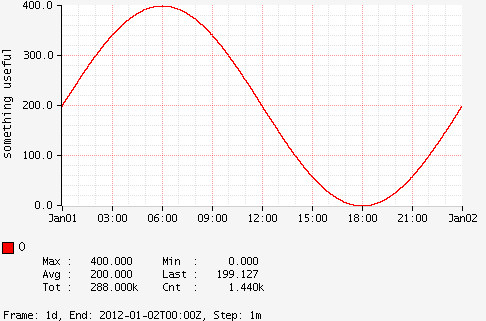 400.0
300.0
200.0
100.0
0.0
something useful
Jan01 03:00 06:00 09:00 12:00 15:00 18:00 21:00 Jan02
0
Max : 400.000 Min : 0.000
Avg : 200.000 Last : 199.127
Tot : 288.000k Cnt : 1.440k
Frame: 1d, End: 2012-01-02T00:00Z, Step: 1m